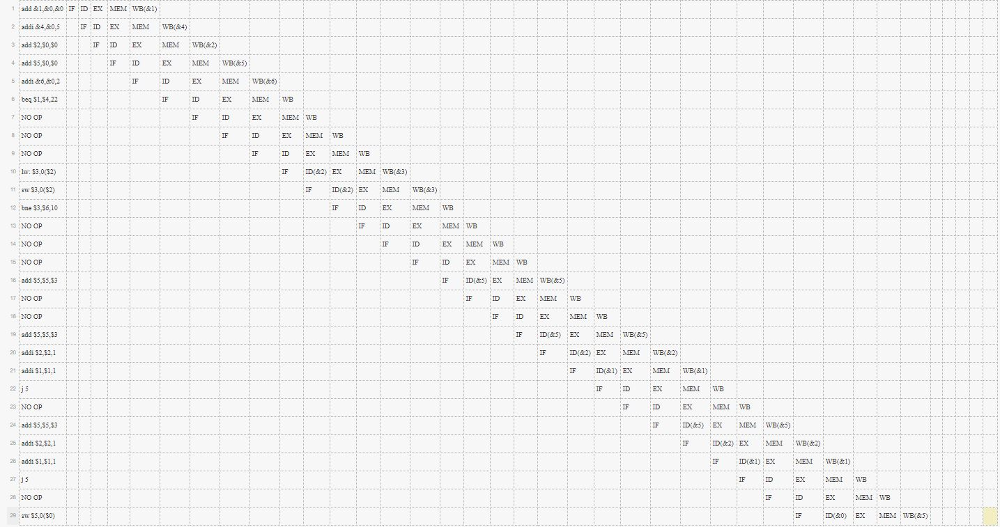 1 add &1,&0,&0 IF ID EX MEM WB(&1)
2 addi &4,&0,5 IF ID EX MEM WB(&4)
3 add $2,$0,$0 IF ID EX MEM WB(&2)
4 add $5,$0,$0 IF ID EX MEM WB(&5)
5 addi &6,&0,2 IF ID EX MEM WB(&6)
6 beq $1,$4,22 IF ID EX MEM WB
7 NO OP IF ID EX MEM WB
8 NO OP IF ID EX MEM WB
9 NO OP IF ID EX MEM WB
10 lw: $3,0($2) IF ID(&2) EX MEM WB(&3)
11 sw $3,0($2) IF ID(&2) EX MEM WB(&3)
12 bne $3,$6,10 IF ID EX MEM WB
13 NO OP IF ID EX MEM WB
14 NO OP IF ID EX MEM WB
15 NO OP IF ID EX MEM WB
16 add $5,$5,$3 IF ID(&5) EX MEM WB(&5)
17 NO OP IF ID EX MEM WB
18 NO OP IF ID EX MEM WB
19 add $5,$5,$3 IF ID(&5) EX MEM WB(&5)
20 addi $2,$2,1 IF ID(&2) EX MEM WB(&2)
21 addi $1,$1,1 IF ID(&1) EX MEM WB(&1)
22 j 5 IF ID EX MEM WB
23 NO OP IF ID EX MEM WB
24 add $5,$5,$3 IF ID(&5) EX MEM WB(&5)
25 addi $2,$2,1 IF ID(&2) EX MEM WB(&2)
26 addi $1,$1,1 IF ID(&1) EX MEM WB(&1)
27 j 5 IF ID EX MEM WB
28 NO OP IF ID EX MEM WB
29 sw $5,0($0) IF ID(&0) EX MEM WB(&5)